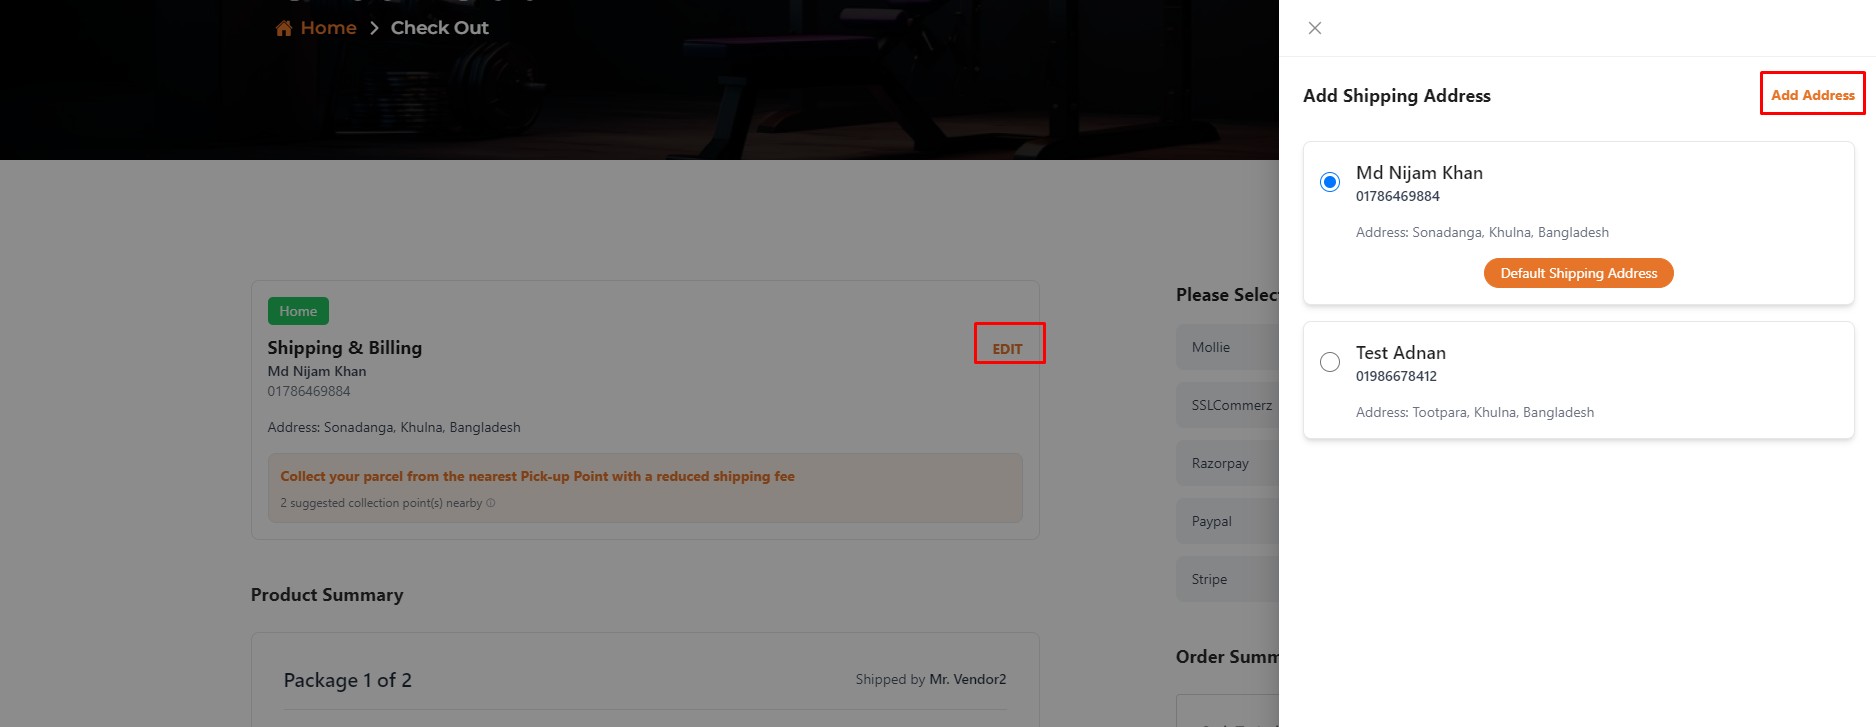 Home > Check Out
Home
Shipping & Billing
EDIT
Md Nijam Khan
01786469884
Address: Sonadanga, Khulna, Bangladesh
Collect your parcel from the nearest Pick-up Point with a reduced shipping fee
2 suggested collection point(s) nearby
Product Summary
Package 1 of 2
Shipped by Mr. Vendor2
Please Selec
Mollie
SSLCommerz
Razorpay
Paypal
Stripe
Order Summ
Add Shipping Address
Add Address
Md Nijam Khan
01786469884
Address: Sonadanga, Khulna, Bangladesh
Default Shipping Address
Test Adnan
01986678412
Address: Tootpara, Khulna, Bangladesh